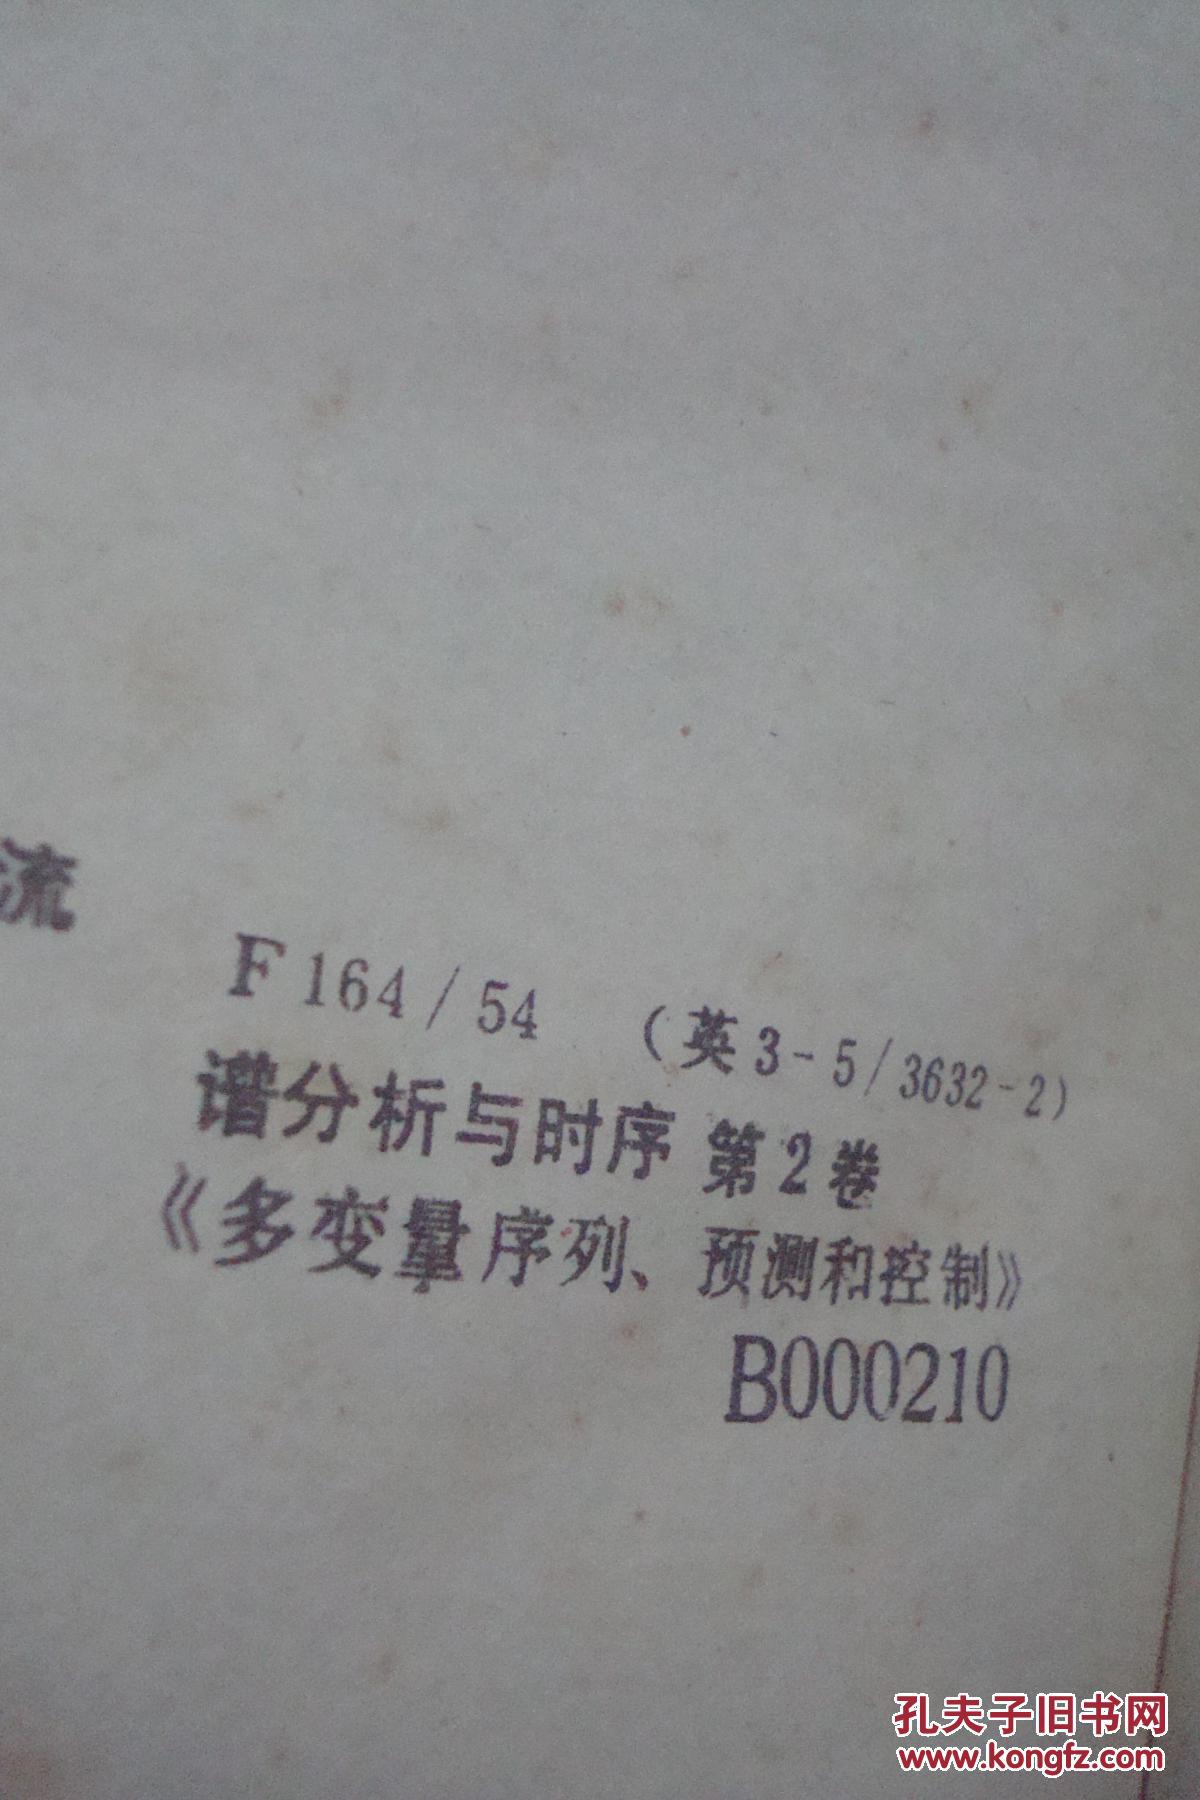 流
F164/54 (英3-5/3632-2)
谱分析与时序 第2卷
《多变量序列、预测和控制》
B000210
孔夫子旧书网
www.kongfz.com